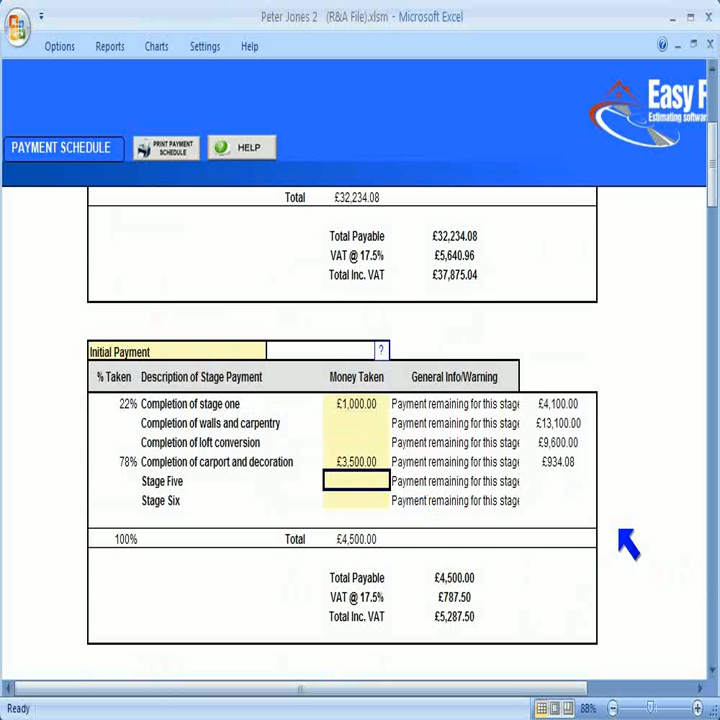 Peter Jones 2 (R&A File).xlsm - Microsoft Excel
Options Reports Charts Settings Help
Easy
Estimating software
PAYMENT SCHEDULE
PRINT PAYMENT
SCHEDULE
HELP
Total £32,234.08
Total Payable £32,234.08
VAT @ 17.5% £5,640.96
Total Inc. VAT £37,875.04
Initial Payment ?
% Taken Description of Stage Payment Money Taken General Info/Warning
22% Completion of stage one £1,000.00 Payment remaining for this stage £4,100.00
Completion of walls and carpentry Payment remaining for this stage £13,100.00
Completion of loft conversion Payment remaining for this stage £9,600.00
78% Completion of carport and decoration £3,500.00 Payment remaining for this stage £934.08
Stage Five Payment remaining for this stage
Stage Six Payment remaining for this stage
100% Total £4,500.00
Total Payable £4,500.00
VAT @ 17.5% £787.50
Total Inc. VAT £5,287.50
Ready 88%